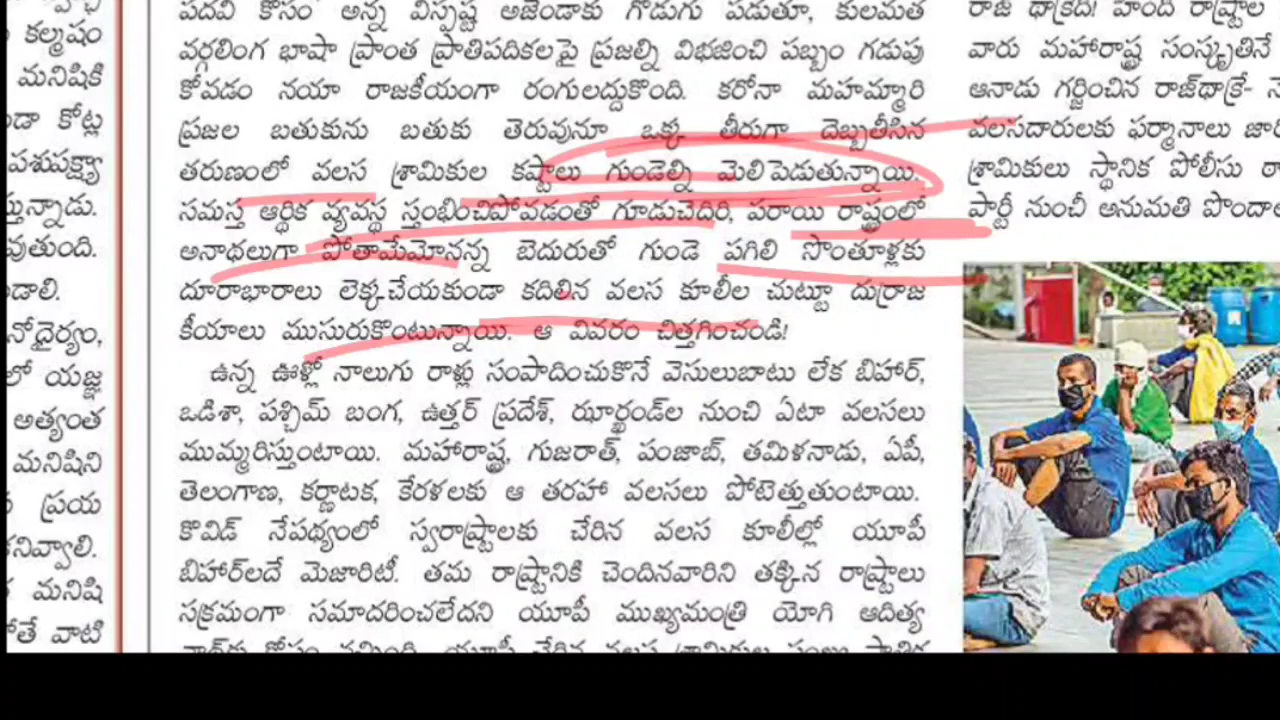 కల్మషం
మనిషికి
డా కోట్ల
పశుపక్ష్యా
్తున్నాడు.
వుతుంది.
డాలి.
నోధైర్యం,
లో యజ్ఞ
అత్యంత
మనిషిని
ప్రయ
కనివ్వాలి.
మనిషి
వాటి
పదవి కోసం' అన్న విస్పష్ట అజెండాకు గొడుగు పడుతూ, కులమత
వర్గలింగ భాషా ప్రాంత ప్రాతిపదికలపై ప్రజల్ని విభజించి పబ్బం గడుపు
కోవడం నయా రాజకీయంగా రంగులద్దుకొంది. కరోనా మహమ్మారి
ప్రజల బతుకును బతుకు తెరువునూ ఒక్క తీరుగా దెబ్బతీసిన
తరుణంలో వలస శ్రామికుల కష్టాలు గుండెల్ని మెలిపెడుతున్నాయి.
సమస్త ఆర్థిక వ్యవస్థ స్తంభించిపోవడంతో గూడుచెదిరి, పరాయి రాష్ట్రంలో
అనాథలుగా పోతామేమోనన్న బెదురుతో గుండె పగిలి సొంతూళ్లకు
దూరాభారాలు లెక్కచేయకుండా కదిలిన వలస కూలీల చుట్టూ దుర్రాజ
కీయాలు ముసురుకొంటున్నాయి. ఆ వివరం చిత్తగించండి!
ఉన్న ఊళ్లో నాలుగు రాళ్లు సంపాదించుకొనే వెసులుబాటు లేక బిహార్,
ఒడిశా, పశ్చిమ్ బంగ, ఉత్తర్ ప్రదేశ్, ఝార్ఖండ్‌ల నుంచి ఏటా వలసలు
ముమ్మరిస్తుంటాయి. మహారాష్ట్ర, గుజరాత్, పంజాబ్, తమిళనాడు, ఏపీ,
తెలంగాణ, కర్ణాటక, కేరళలకు ఆ తరహా వలసలు పోటెత్తుతుంటాయి.
కొవిడ్ నేపథ్యంలో స్వరాష్ట్రాలకు చేరిన వలస కూలీల్లో యూపీ
బిహార్‌లదే మెజారిటీ. తమ రాష్ట్రానికి చెందినవారిని తక్కిన రాష్ట్రాలు
సక్రమంగా సమాదరించలేదని యూపీ ముఖ్యమంత్రి యోగి ఆదిత్య
రాజ్ థాక్రేది! హిందీ రాష్ట్రాల
వారు మహారాష్ట్ర సంస్కృతినే
ఆనాడు గర్జించిన రాజ్‌థాక్రే-
వలసదారులకు ఫర్మానాలు జా
శ్రామికులు స్థానిక పోలీసు
పార్టీ నుంచీ అనుమతి పొందా